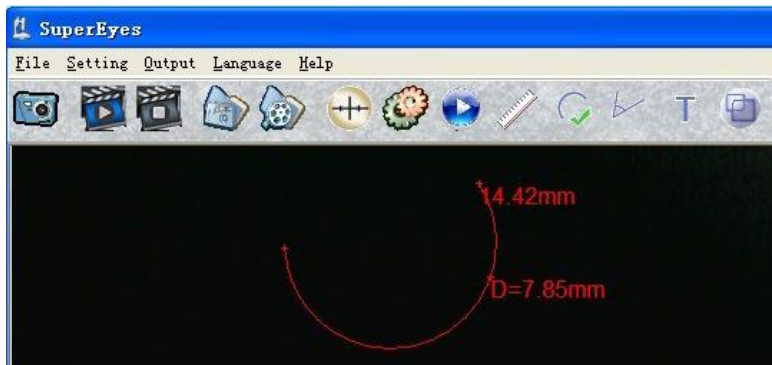 SuperEyes
File Setting Output Language Help
T
14.42mm
D=7.85mm